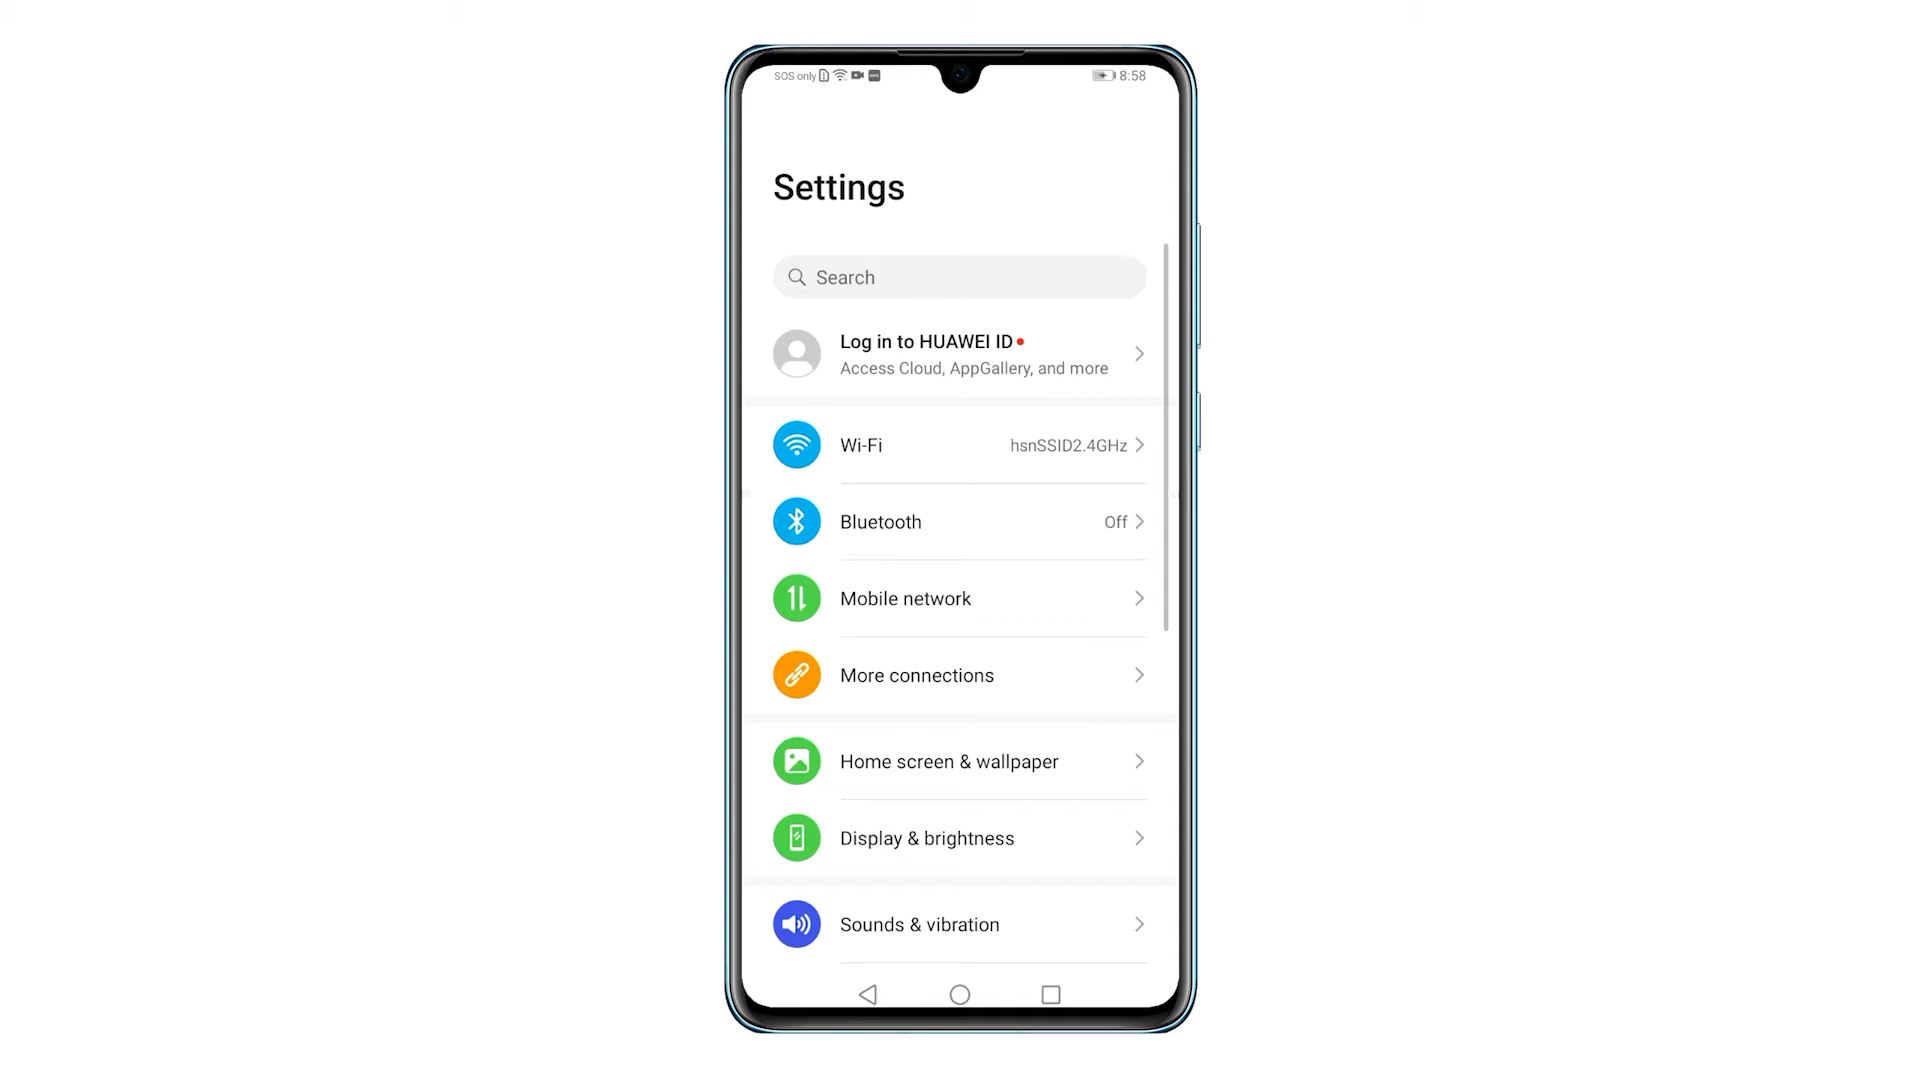 SOS only 8:58
Settings
Search
Log in to HUAWEI ID
Access Cloud, AppGallery, and more
Wi-Fi hsnSSID2.4GHz
Bluetooth Off
Mobile network
More connections
Home screen & wallpaper
Display & brightness
Sounds & vibration